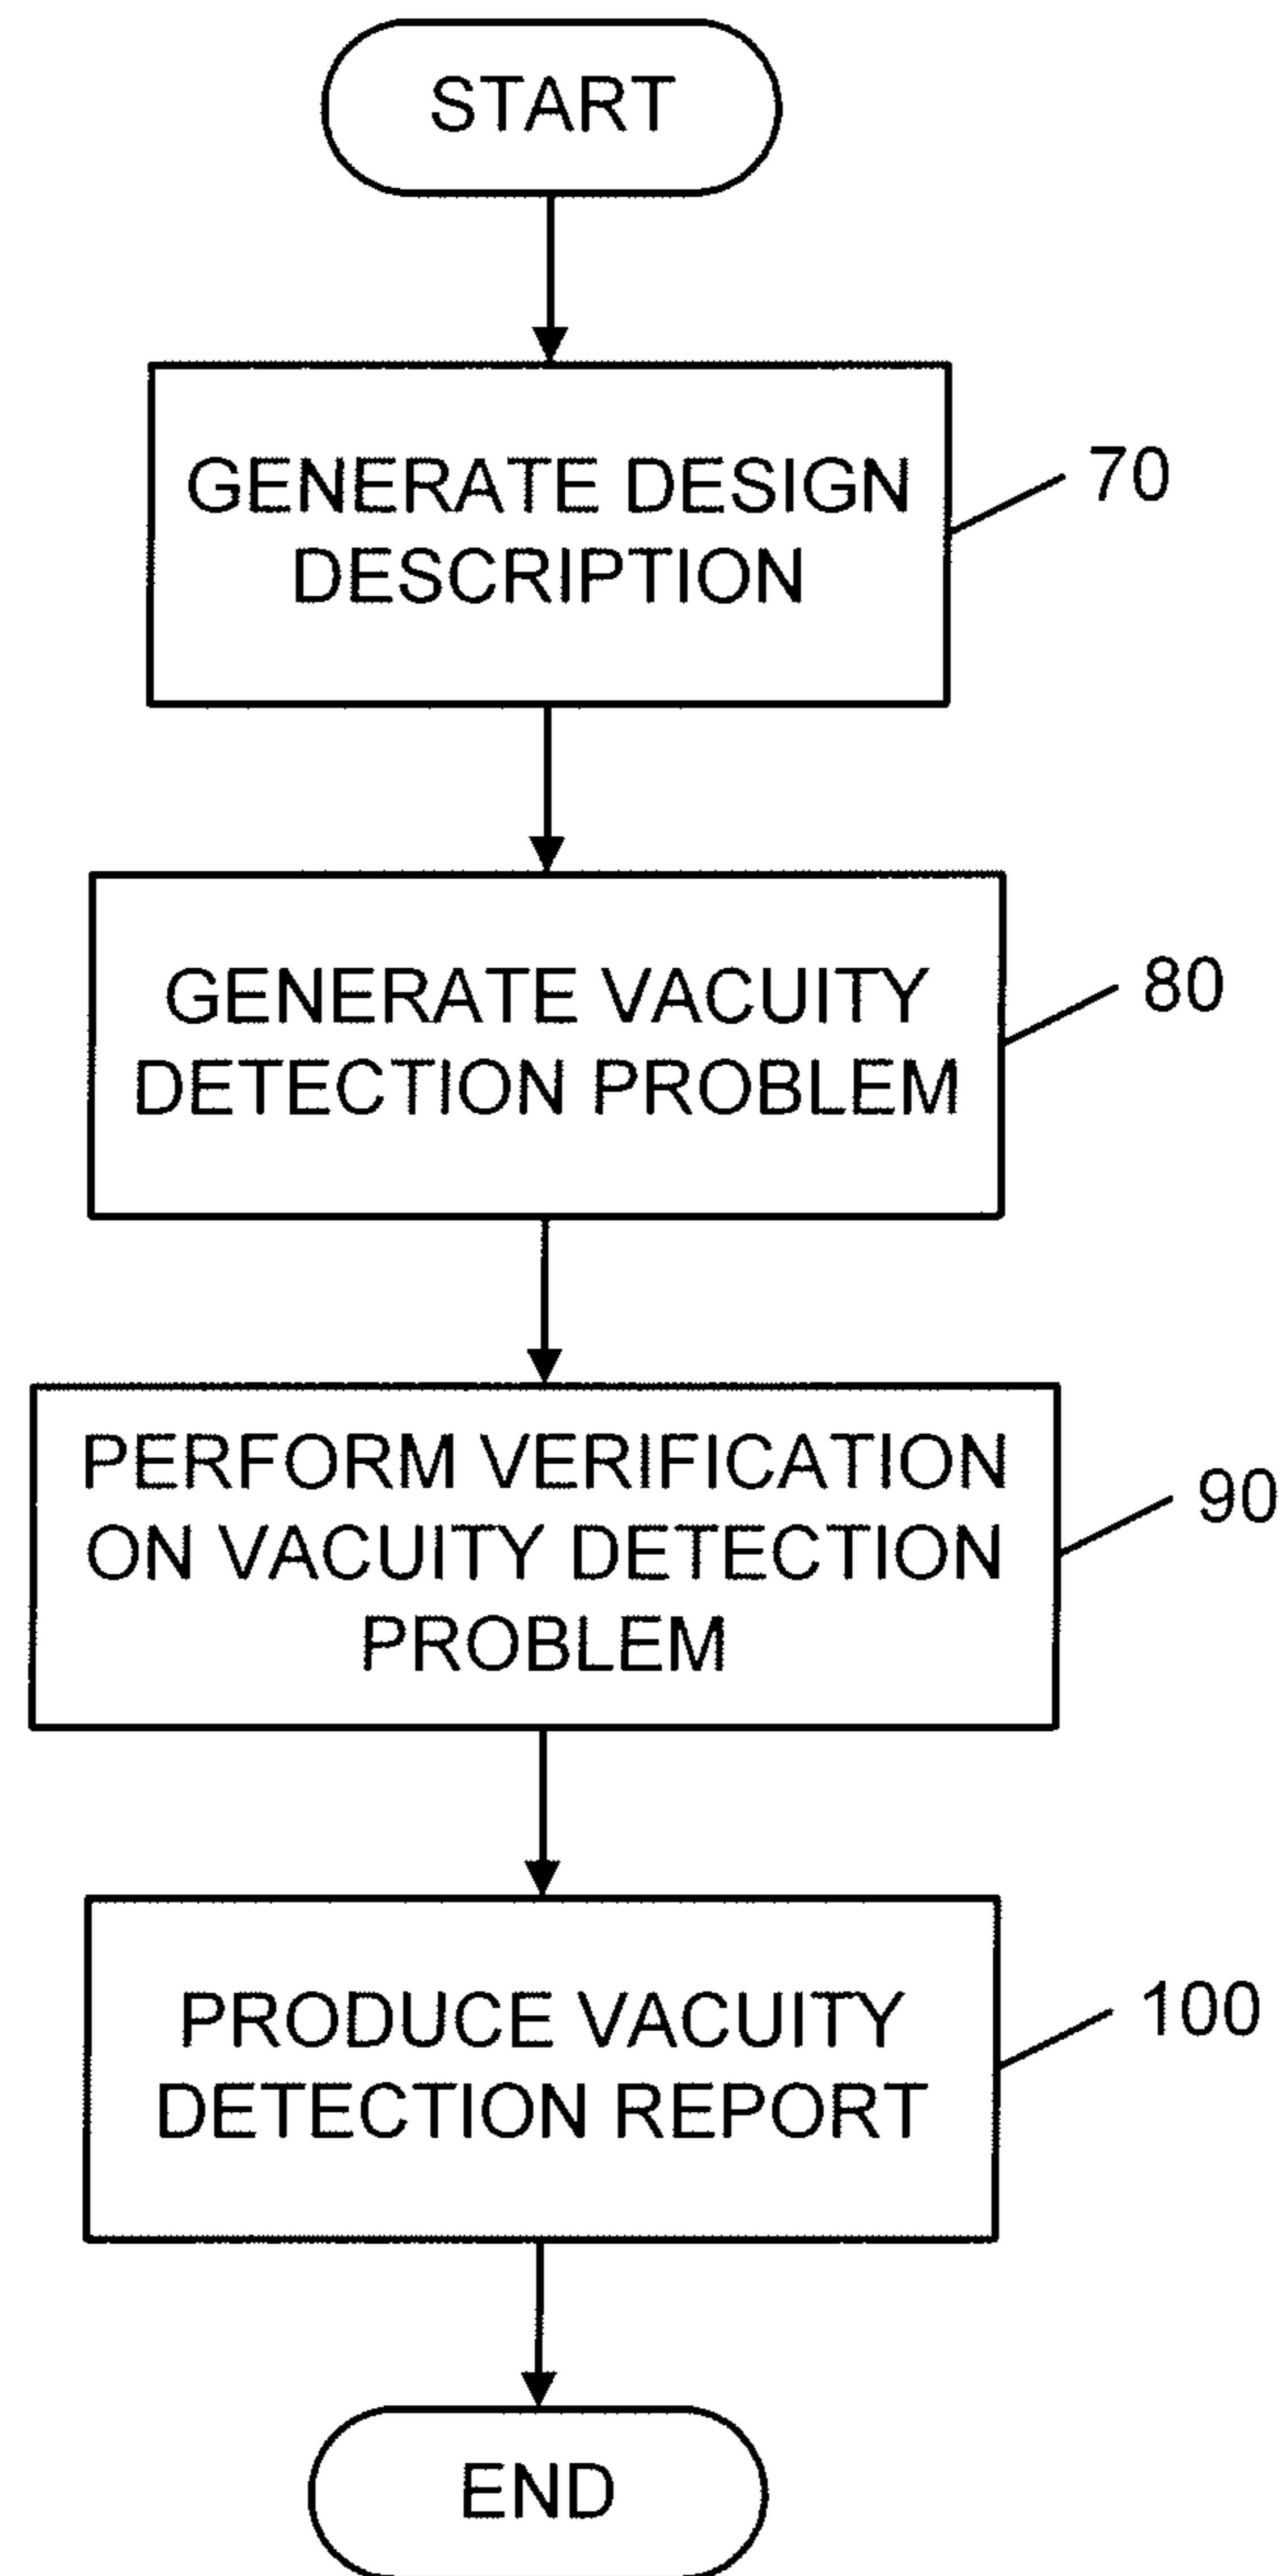 START
GENERATE DESIGN
DESCRIPTION
70
GENERATE VACUITY
DETECTION PROBLEM
80
PERFORM VERIFICATION
ON VACUITY DETECTION
PROBLEM
90
PRODUCE VACUITY
DETECTION REPORT
100
END